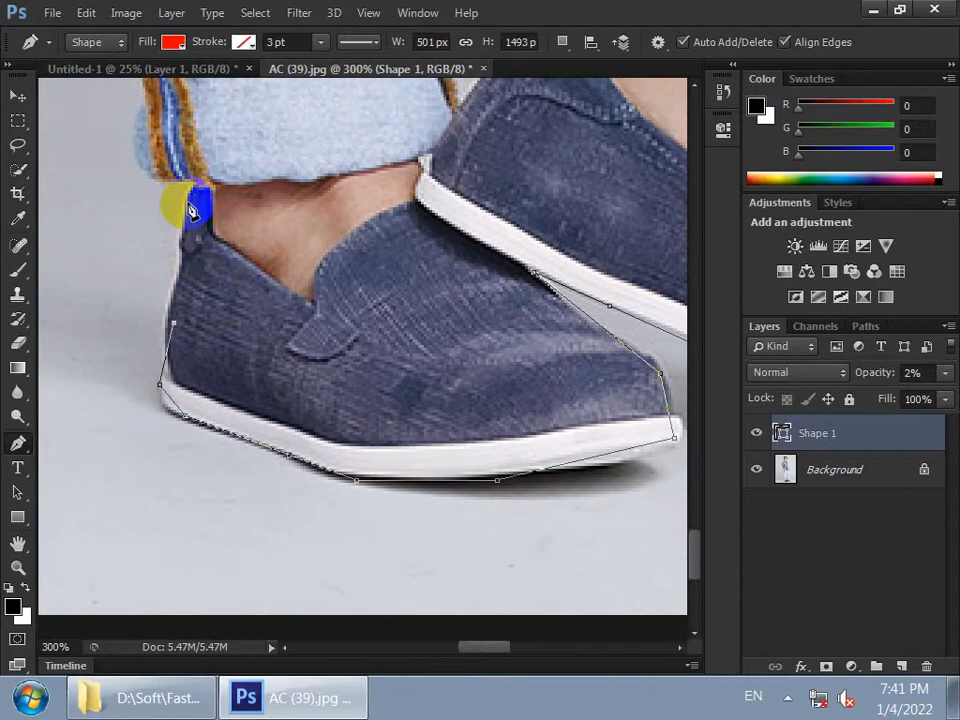 Ps File Edit Image Layer Type Select Filter 3D View Window Help
Shape Fill: Stroke: 3 pt W: 501 px H: 1493 p Auto Add/Delete Align Edges
Untitled-1 @ 25% (Layer 1, RGB/8) * × AC (39).jpg @ 300% (Shape 1, RGB/8) * ×
Color Swatches
R 0
G 0
B 0
Adjustments Styles
Add an adjustment
Layers Channels Paths
Kind
Normal Opacity: 2%
Lock: Fill: 100%
Shape 1
Background
300% Doc: 5.47M/5.47M
Timeline
D:\Soft\Fast... Ps AC (39).jpg ... EN 7:41 PM
1/4/2022